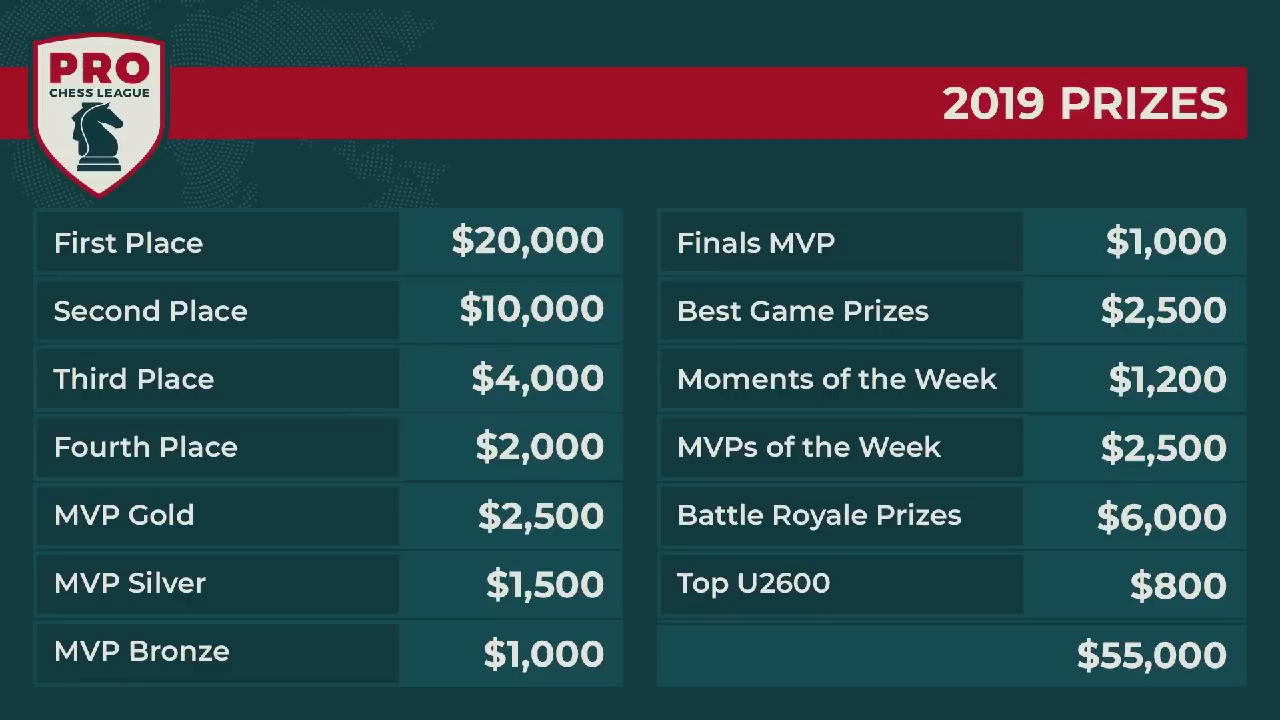 PRO
CHESS LEAGUE
2019 PRIZES
First Place $20,000
Second Place $10,000
Third Place $4,000
Fourth Place $2,000
MVP Gold $2,500
MVP Silver $1,500
MVP Bronze $1,000
Finals MVP $1,000
Best Game Prizes $2,500
Moments of the Week $1,200
MVPs of the Week $2,500
Battle Royale Prizes $6,000
Top U2600 $800
$55,000